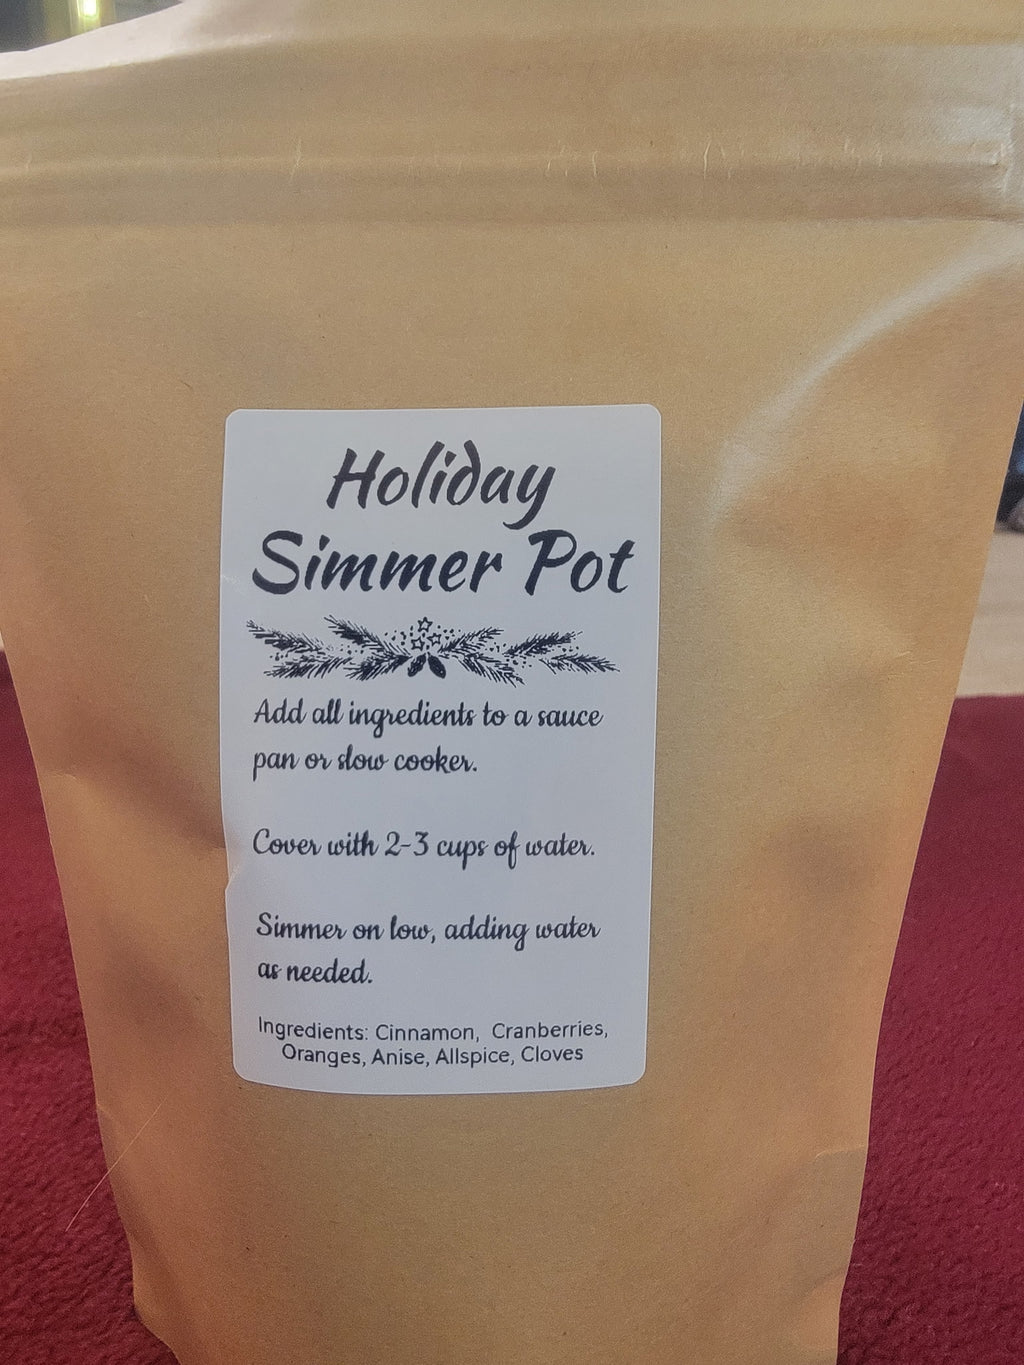 Holiday
Simmer Pot
Add all ingredients to a sauce
pan or slow cooker.
Cover with 2-3 cups of water.
Simmer on low, adding water
as needed.
Ingredients: Cinnamon, Cranberries,
Oranges, Anise, Allspice, Cloves